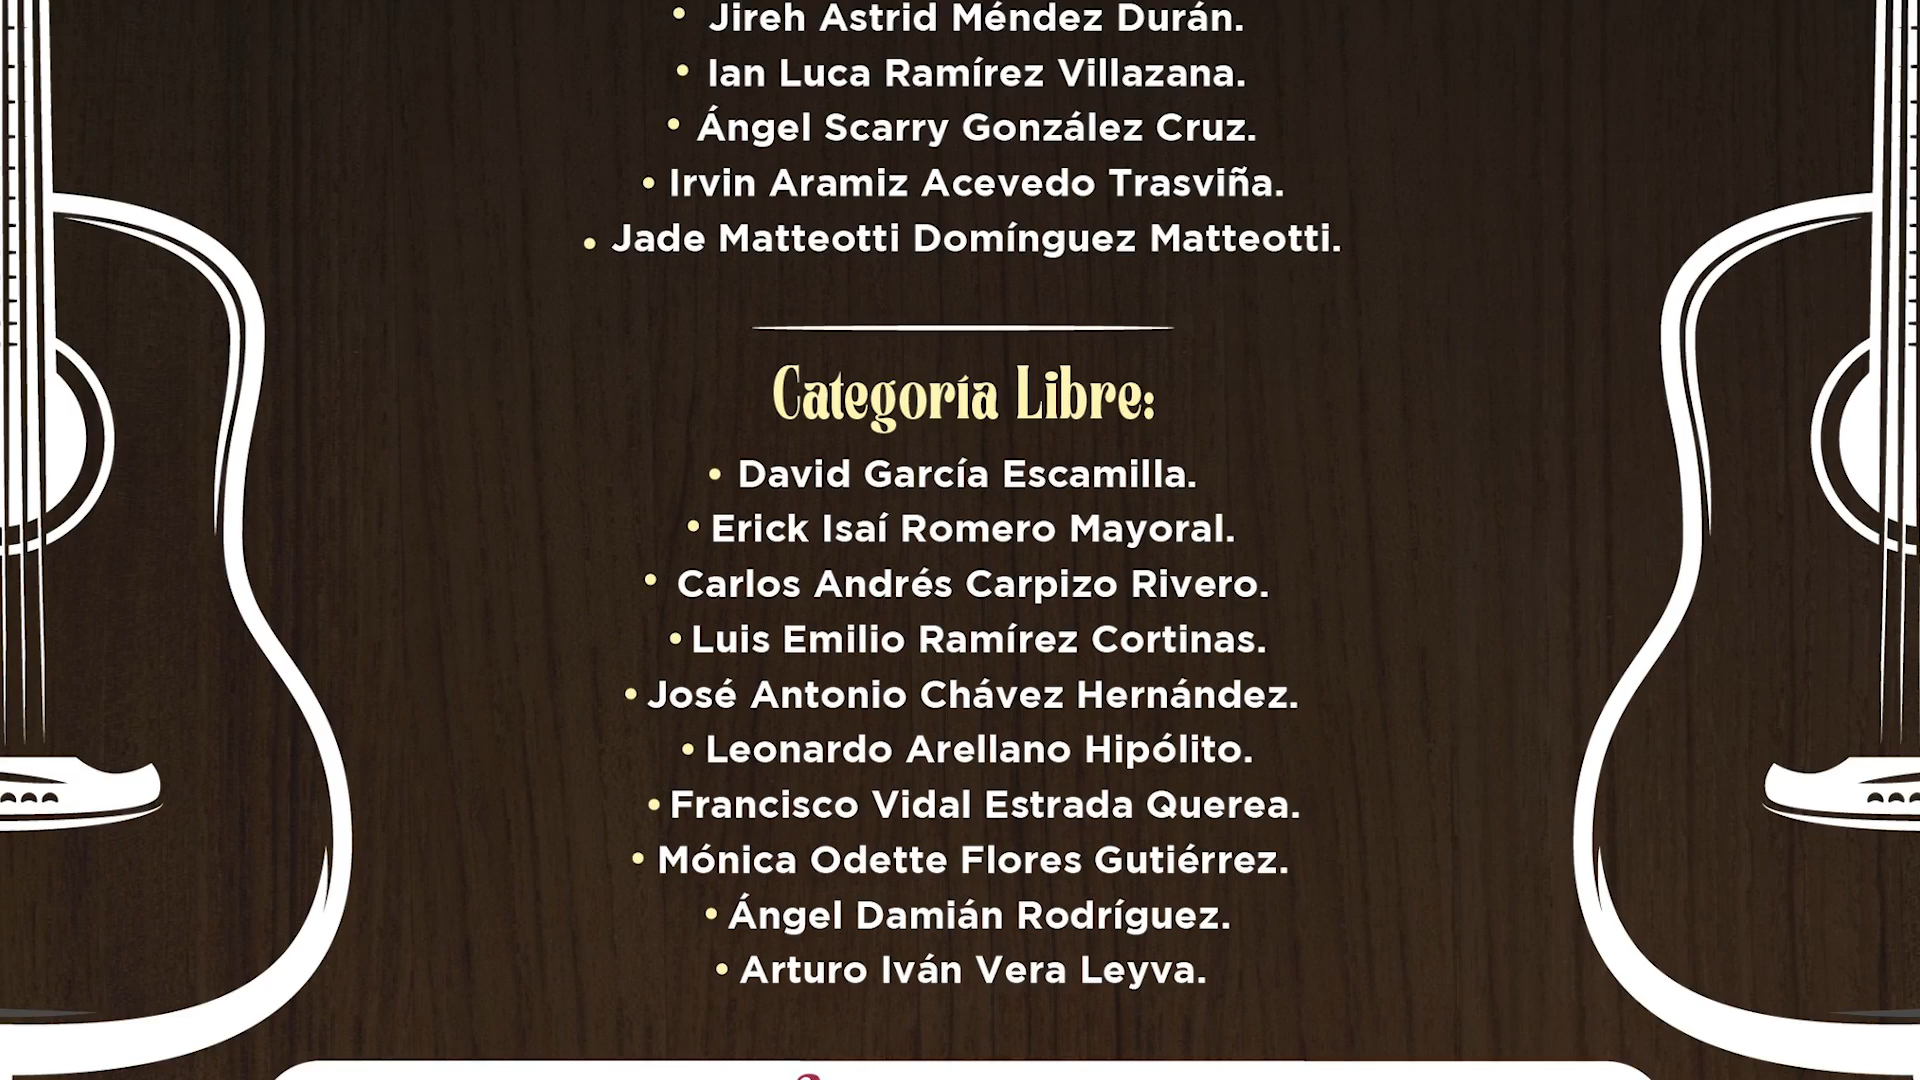 • Jireh Astrid Méndez Durán.
• Ian Luca Ramírez Villazana.
• Ángel Scarry González Cruz.
• Irvin Aramiz Acevedo Trasviña.
• Jade Matteotti Domínguez Matteotti.
Categoría Libre:
• David García Escamilla.
• Erick Isaí Romero Mayoral.
• Carlos Andrés Carpizo Rivero.
• Luis Emilio Ramírez Cortinas.
• José Antonio Chávez Hernández.
• Leonardo Arellano Hipólito.
• Francisco Vidal Estrada Querea.
• Mónica Odette Flores Gutiérrez.
• Ángel Damián Rodríguez.
• Arturo Iván Vera Leyva.